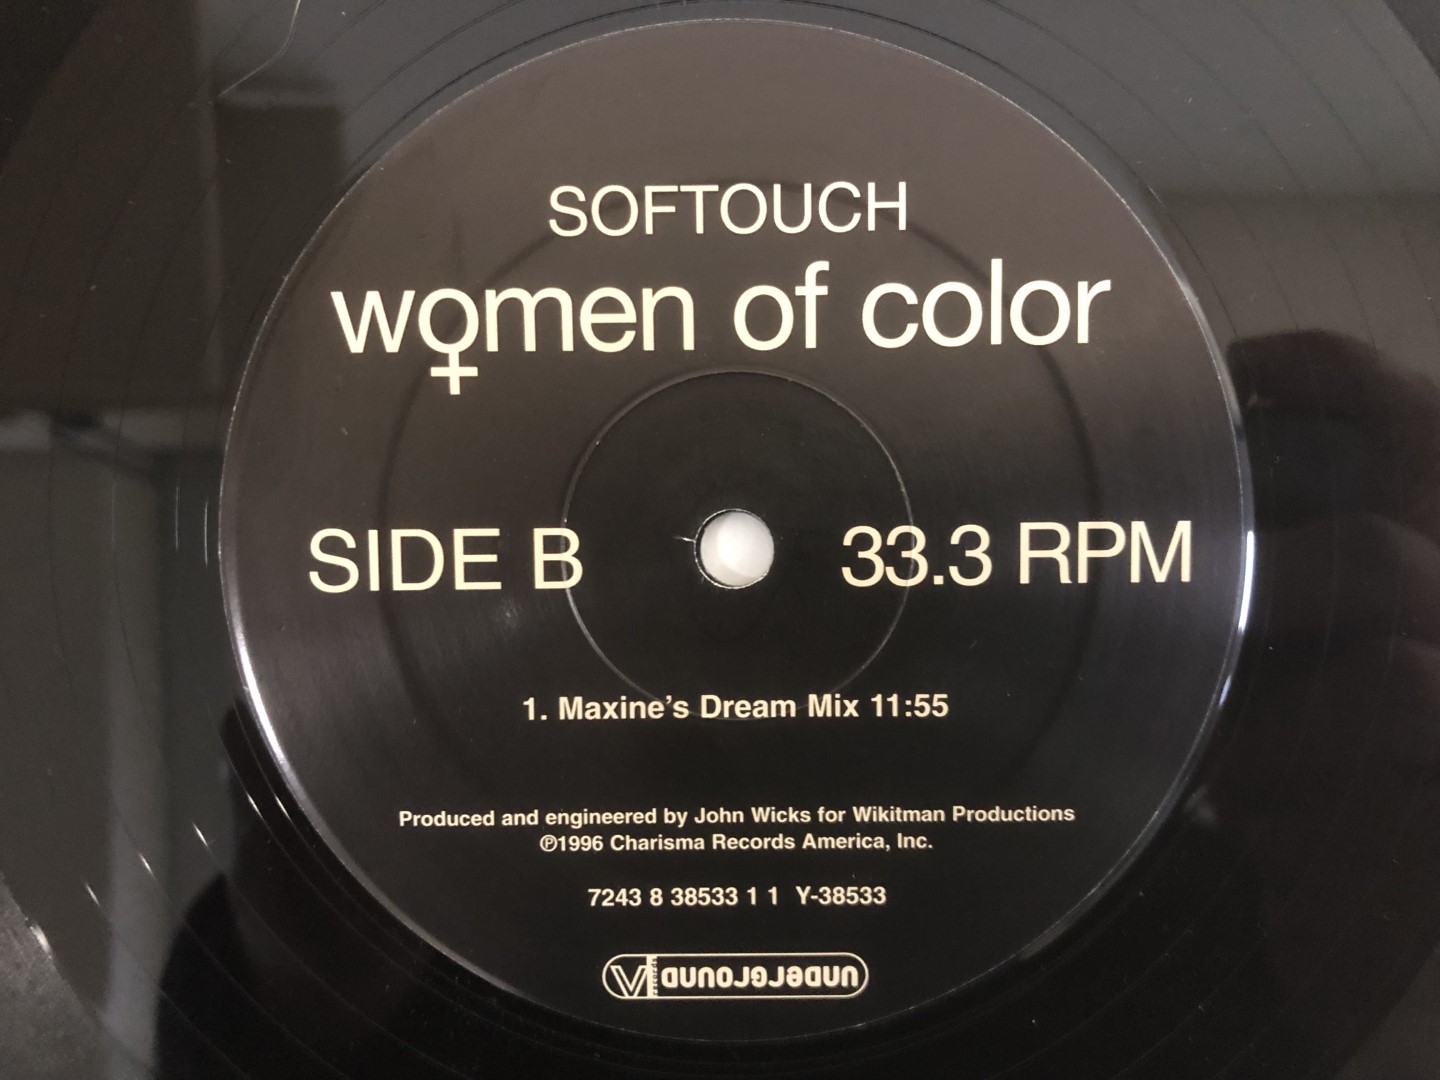 SOFTOUCH
women of color
SIDE B
33.3 RPM
1. Maxine's Dream Mix 11:55
Produced and engineered by John Wicks for Wikitman Productions
℗1996 Charisma Records America, Inc.
7243 8 38533 1 1 Y-38533
underground